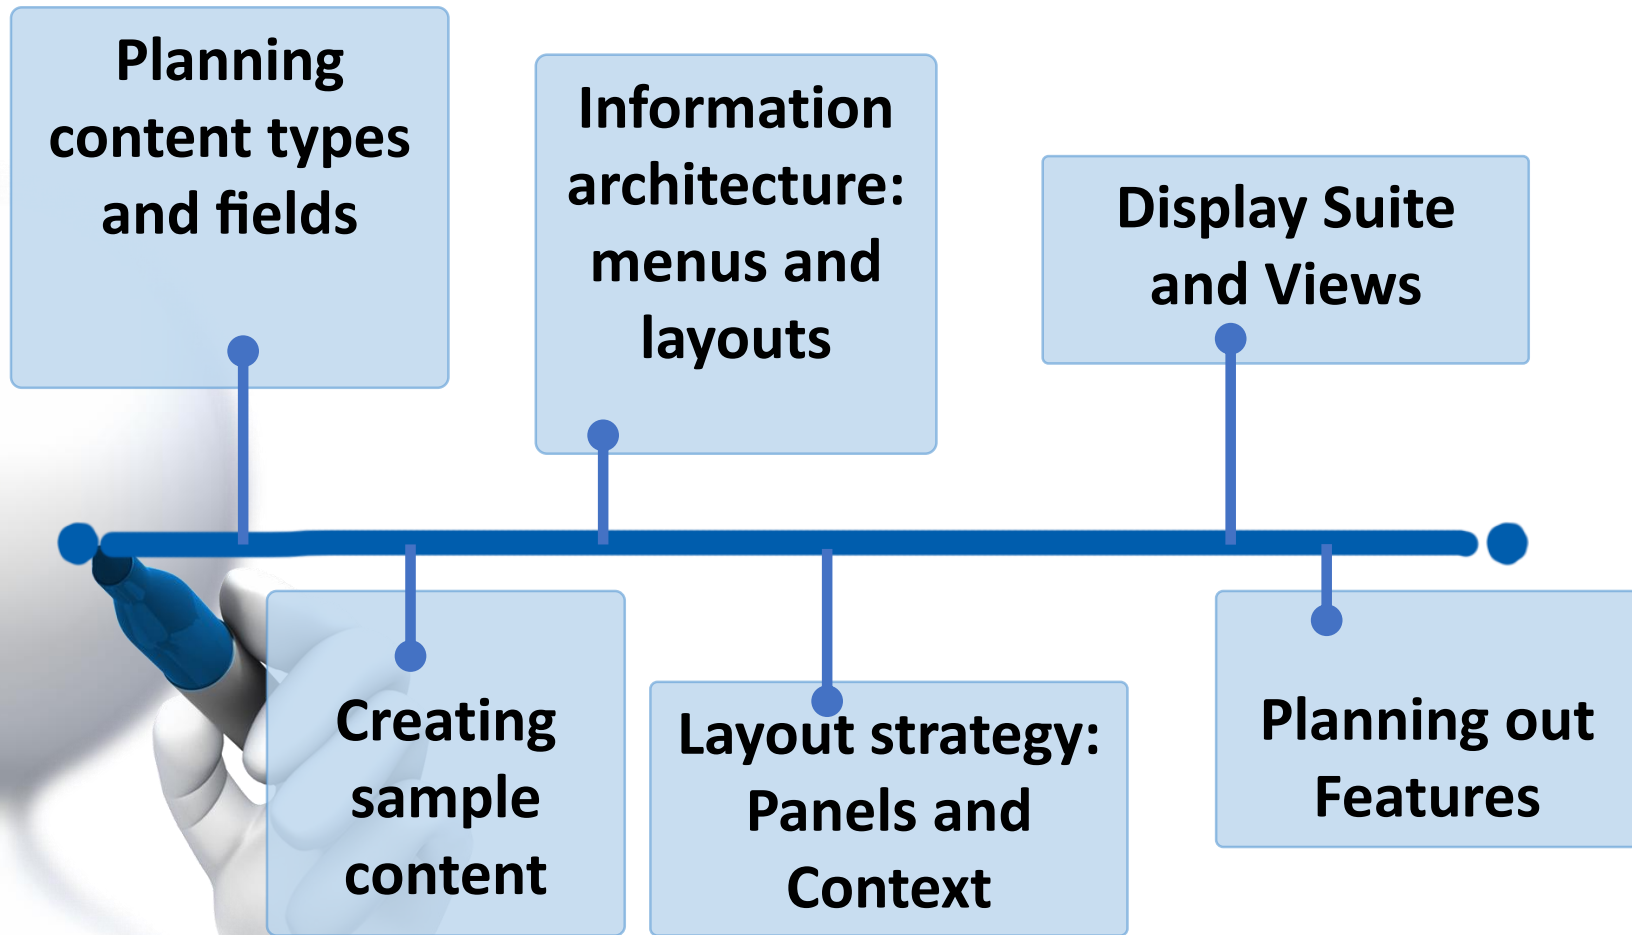 Planning
content types
and fields
Creating
sample
content
Information
architecture:
menus and
layouts
Layout strategy:
Panels and
Context
Display Suite
and Views
Planning out
Features